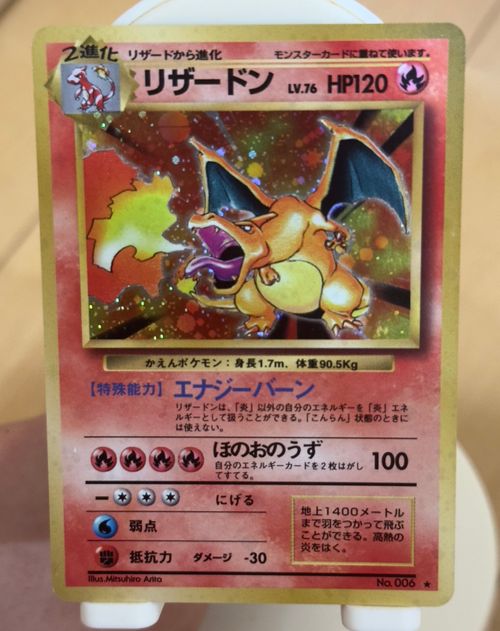 2進化 リザードから進化 モンスターカードに重ねて使います。
リザードン LV.76 HP120
かえんポケモン：身長1.7m. 体重90.5Kg
【特殊能力】エナジーバーン
リザードンは、「炎」以外の自分のエネルギーを「炎」エネ
ルギーとして扱うことができる。「こんらん」状態のときに
は使えない。
ほのおのうず 100
自分のエネルギーカードを2枚はがし
てすてる。
ー にげる
弱点
抵抗力 ダメージ -30
地上1400メートル
まで羽をつかって飛ぶ
ことができる。高熱の
炎をはく。
Illus.Mitsuhiro Arita No. 006 ★